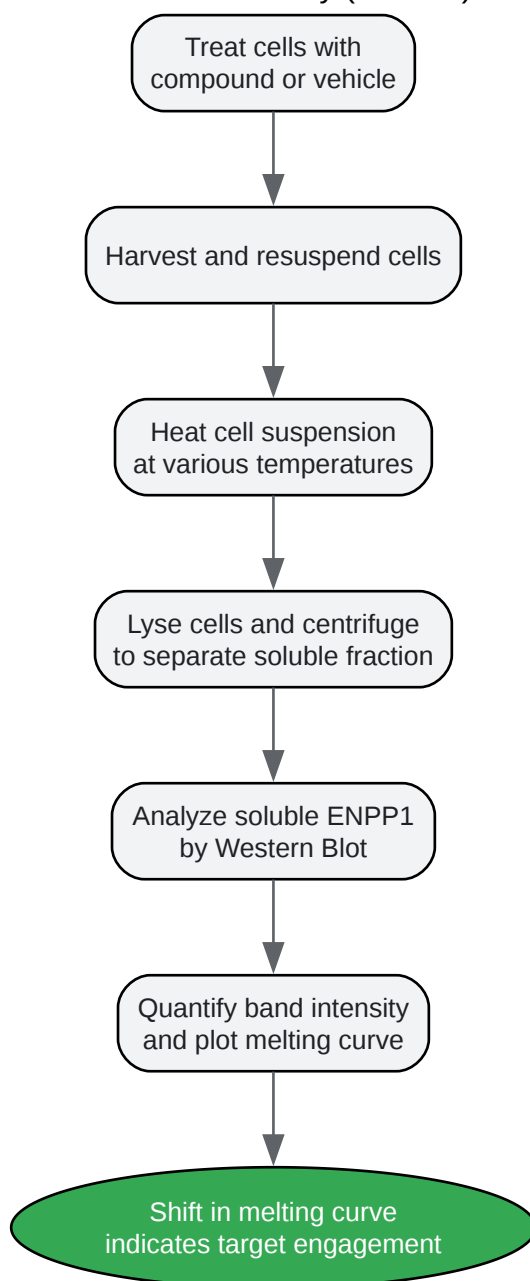 Treat cells with
compound or vehicle
Harvest and resuspend cells
Heat cell suspension
at various temperatures
Lyse cells and centrifuge
to separate soluble fraction
Analyze soluble ENPP1
by Western Blot
Quantify band intensity
and plot melting curve
Shift in melting curve
indicates target engagement